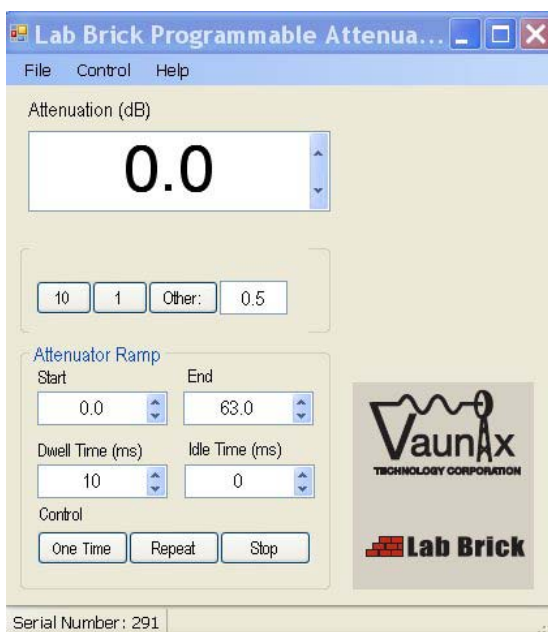 Lab Brick Programmable Attenua...
File Control Help
Attenuation (dB)
0.0
10 1 Other: 0.5
Attenuator Ramp
Start End
0.0 63.0
Dwell Time (ms) Idle Time (ms)
10 0
Control
One Time Repeat Stop
Vaunix
TECHNOLOGY CORPORATION
Lab Brick
Serial Number: 291